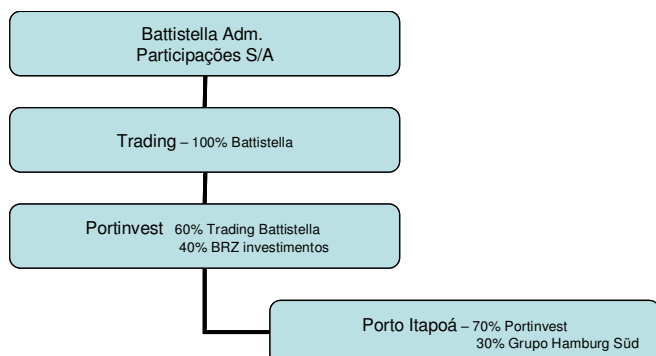 Battistella Adm.
Participações S/A
Trading – 100% Battistella
Portinvest 60% Trading Battistella
40% BRZ investimentos
Porto Itapoá – 70% Portinvest
30% Grupo Hamburg Süd